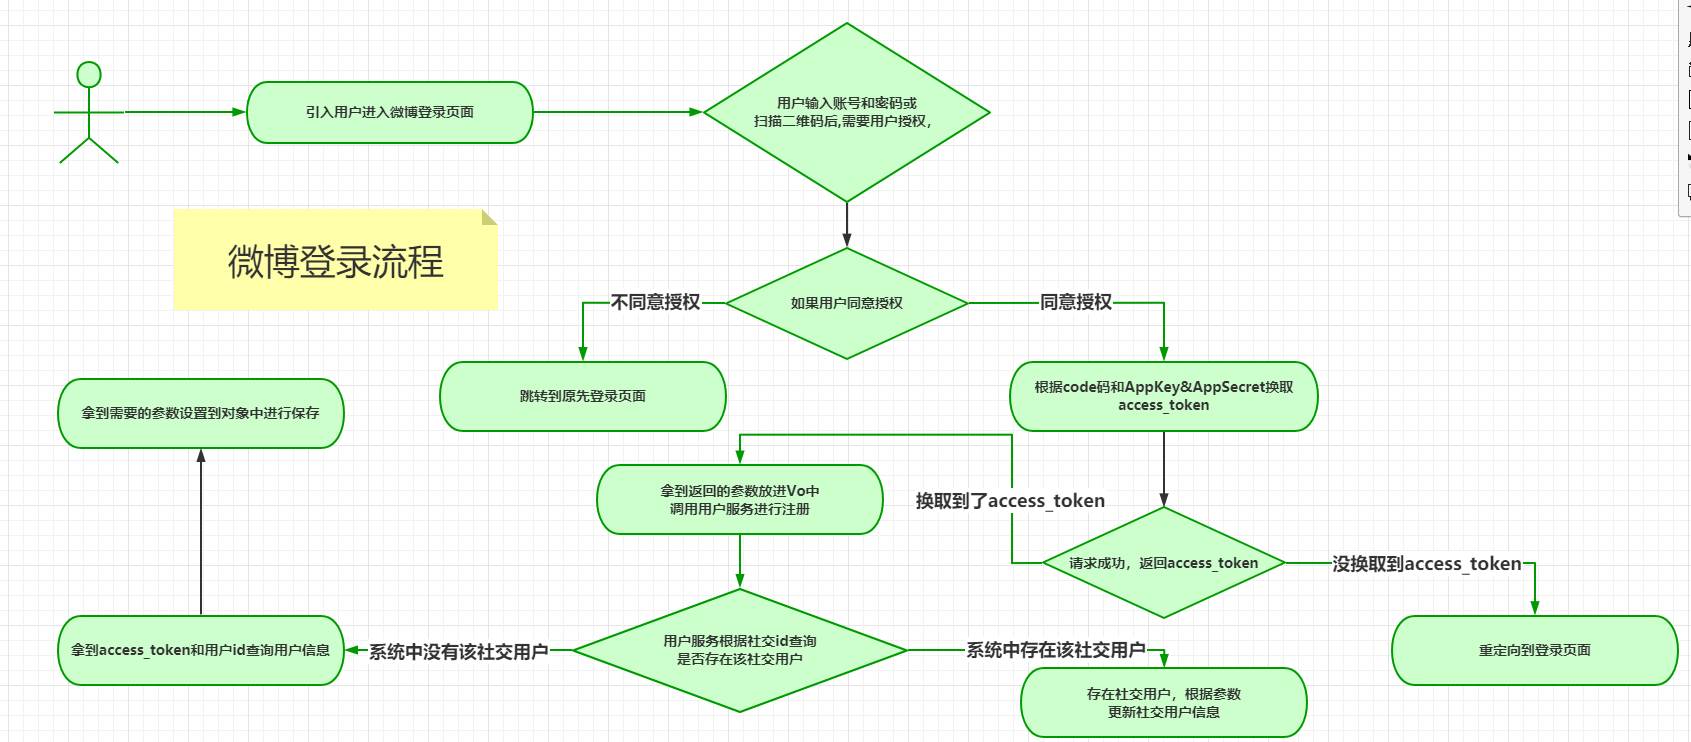 引入用户进入微博登录页面
用户输入账号和密码或
扫描二维码后,需要用户授权，
微博登录流程
不同意授权
如果用户同意授权
同意授权
拿到需要的参数设置到对象中进行保存
跳转到原先登录页面
根据code码和AppKey&AppSecret换取
access_token
拿到返回的参数放进Vo中
调用用户服务进行注册
换取到了access_token
请求成功，返回access_token
没换取到access_token
拿到access_token和用户id查询用户信息
系统中没有该社交用户
用户服务根据社交id查询
是否存在该社交用户
系统中存在该社交用户
重定向到登录页面
存在社交用户，根据参数
更新社交用户信息